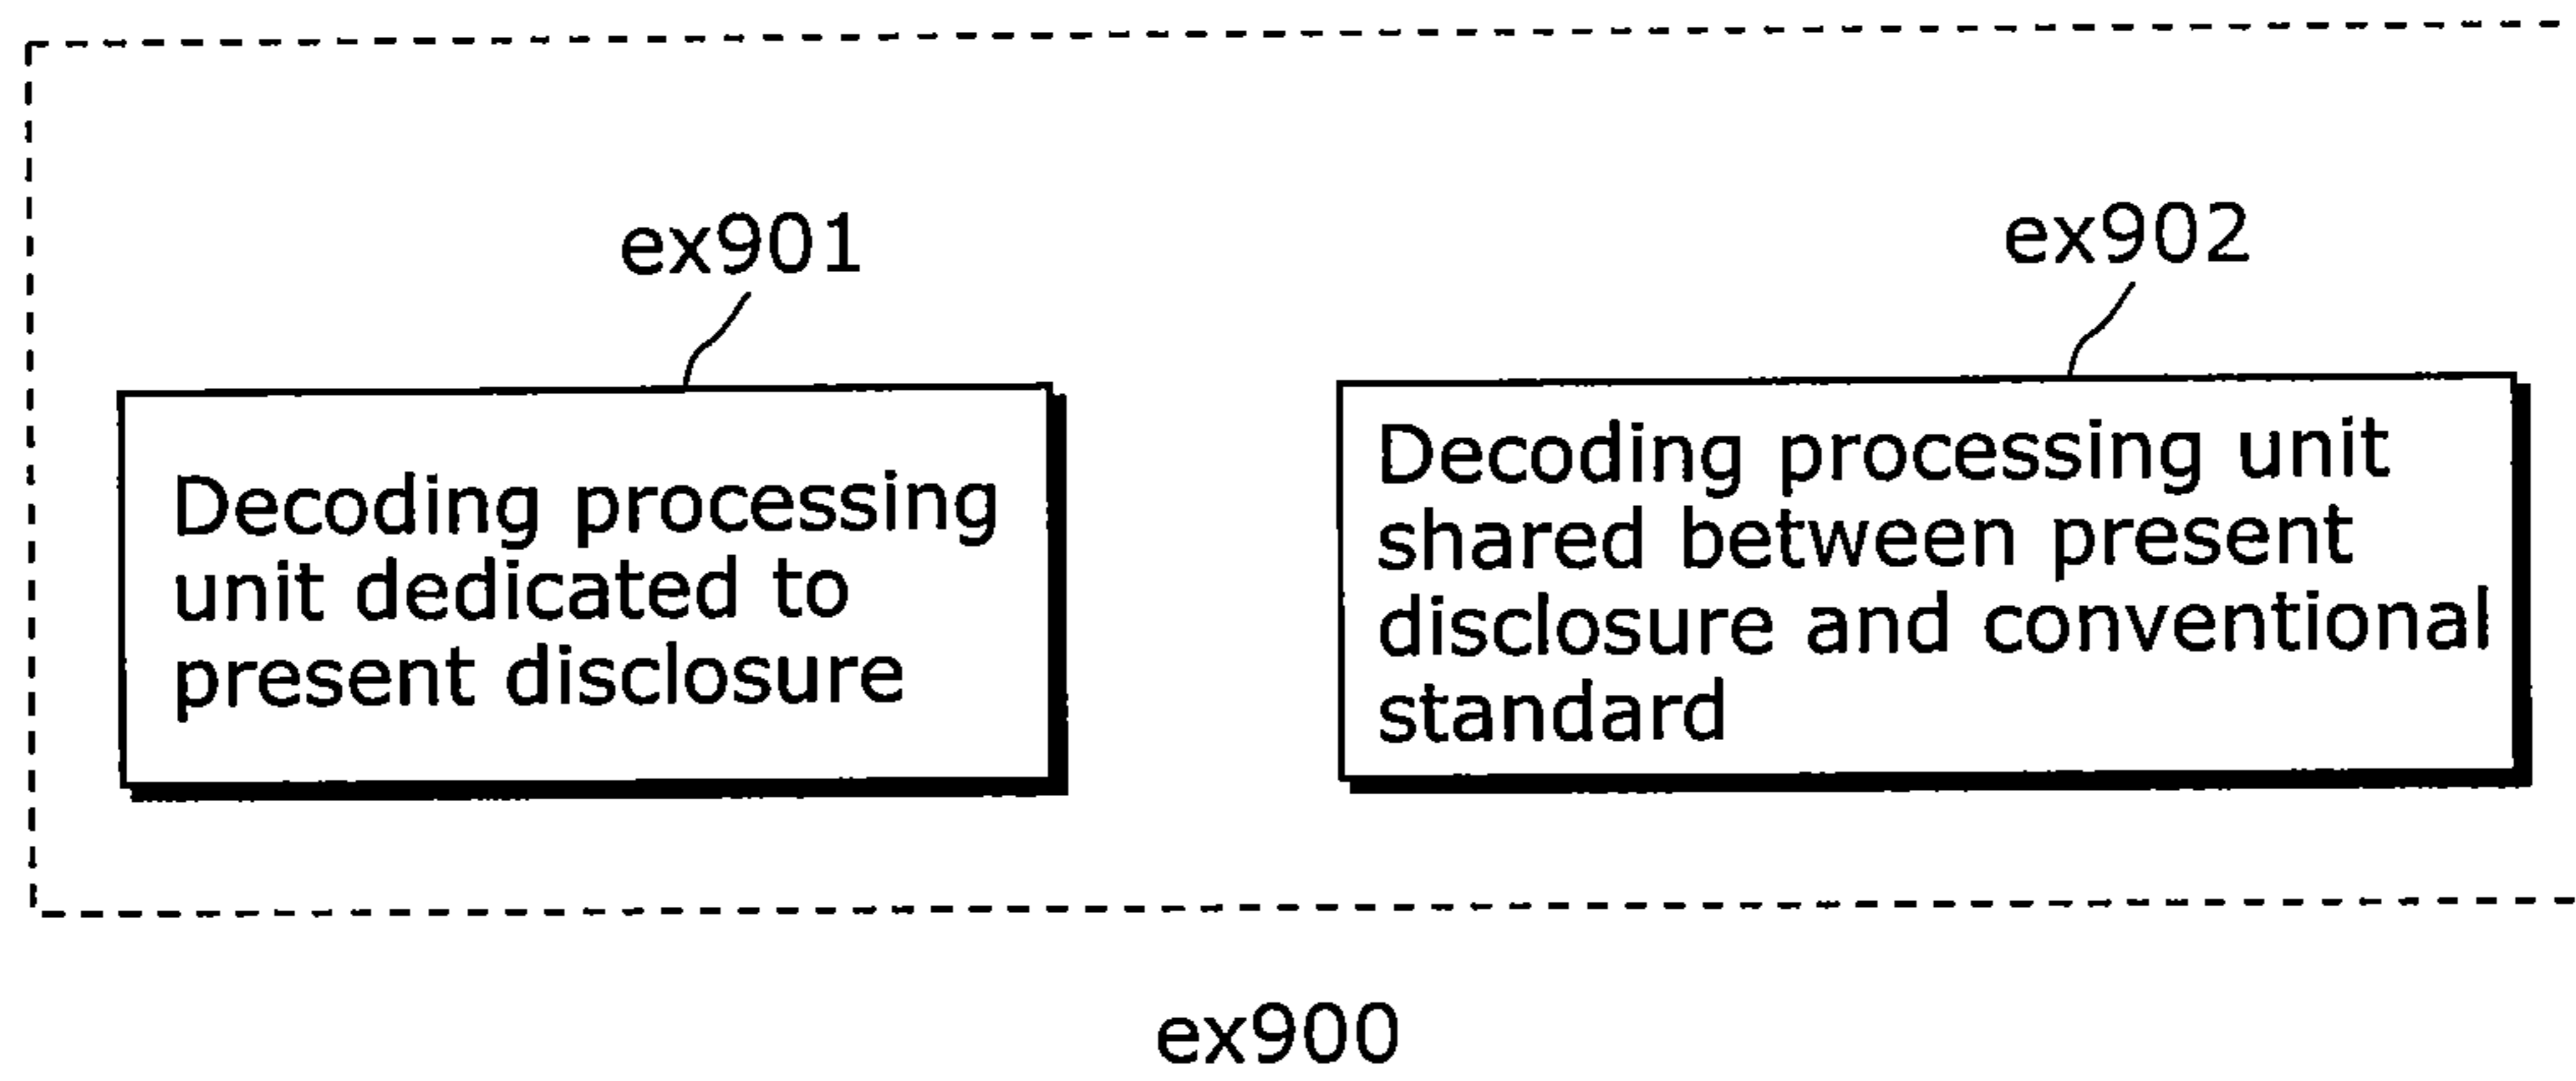 ex901
Decoding processing
unit dedicated to
present disclosure
ex902
Decoding processing unit
shared between present
disclosure and conventional
standard
ex900